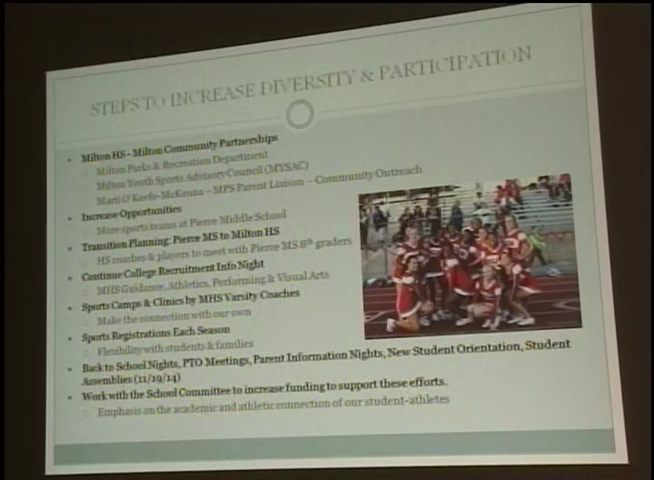 STEPS TO INCREASE DIVERSITY & PARTICIPATION
Milton HS - Milton Community Partnerships
Milton Parks & Recreation Department
Milton Youth Sports Advisory Council (MYSAC)
Marti O'Keefe-McKenna – MPS Parent Liaison – Community Outreach
Increase Opportunities
More sports teams at Pierce Middle School
Transition Planning: Pierce MS to Milton HS
HS coaches & players to meet with Pierce MS 8th graders
Continue College Recruitment Info Night
MHS Guidance, Athletics, Performing & Visual Arts
Sports Camps & Clinics by MHS Varsity Coaches
Make the connection with our own
Sports Registrations Each Season
Flexibility with students & families
Back to School Nights, PTO Meetings, Parent Information Nights, New Student Orientation, Student
Assemblies (11/19/14)
Work with the School Committee to increase funding to support these efforts.
Emphasis on the academic and athletic connection of our student-athletes